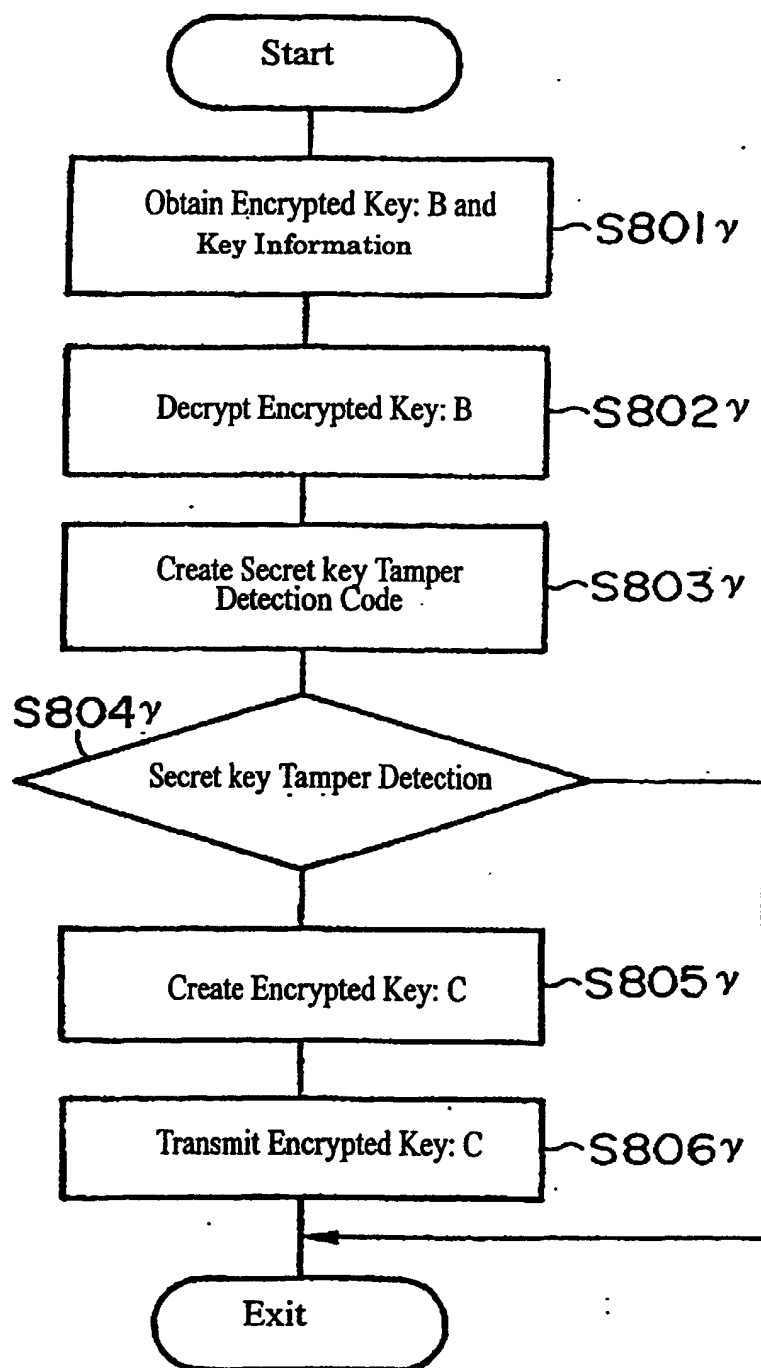 Start
Obtain Encrypted Key: B and
Key Information
S801γ
Decrypt Encrypted Key: B
S802γ
Create Secret key Tamper
Detection Code
S803γ
S804γ
Secret key Tamper Detection
Create Encrypted Key: C
S805γ
Transmit Encrypted Key: C
S806γ
Exit